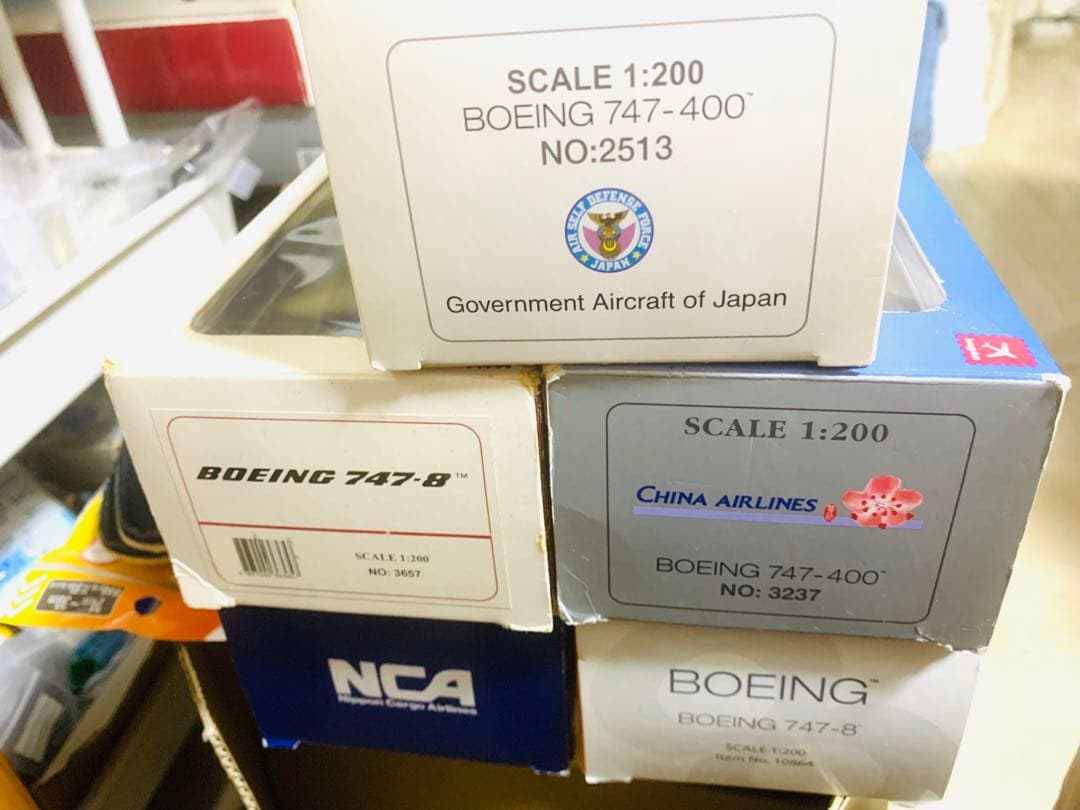 SCALE 1:200
BOEING 747-400™
NO:2513
AIR SELF DEFENSE FORCE
JAPAN
Government Aircraft of Japan
BOEING 747-8™
SCALE 1:200
NO: 3657
SCALE 1:200
CHINA AIRLINES
BOEING 747-400™
NO: 3237
NCA
Nippon Cargo Airlines
BOEING™
BOEING 747-8
SCALE 1:200
Item No. 10864